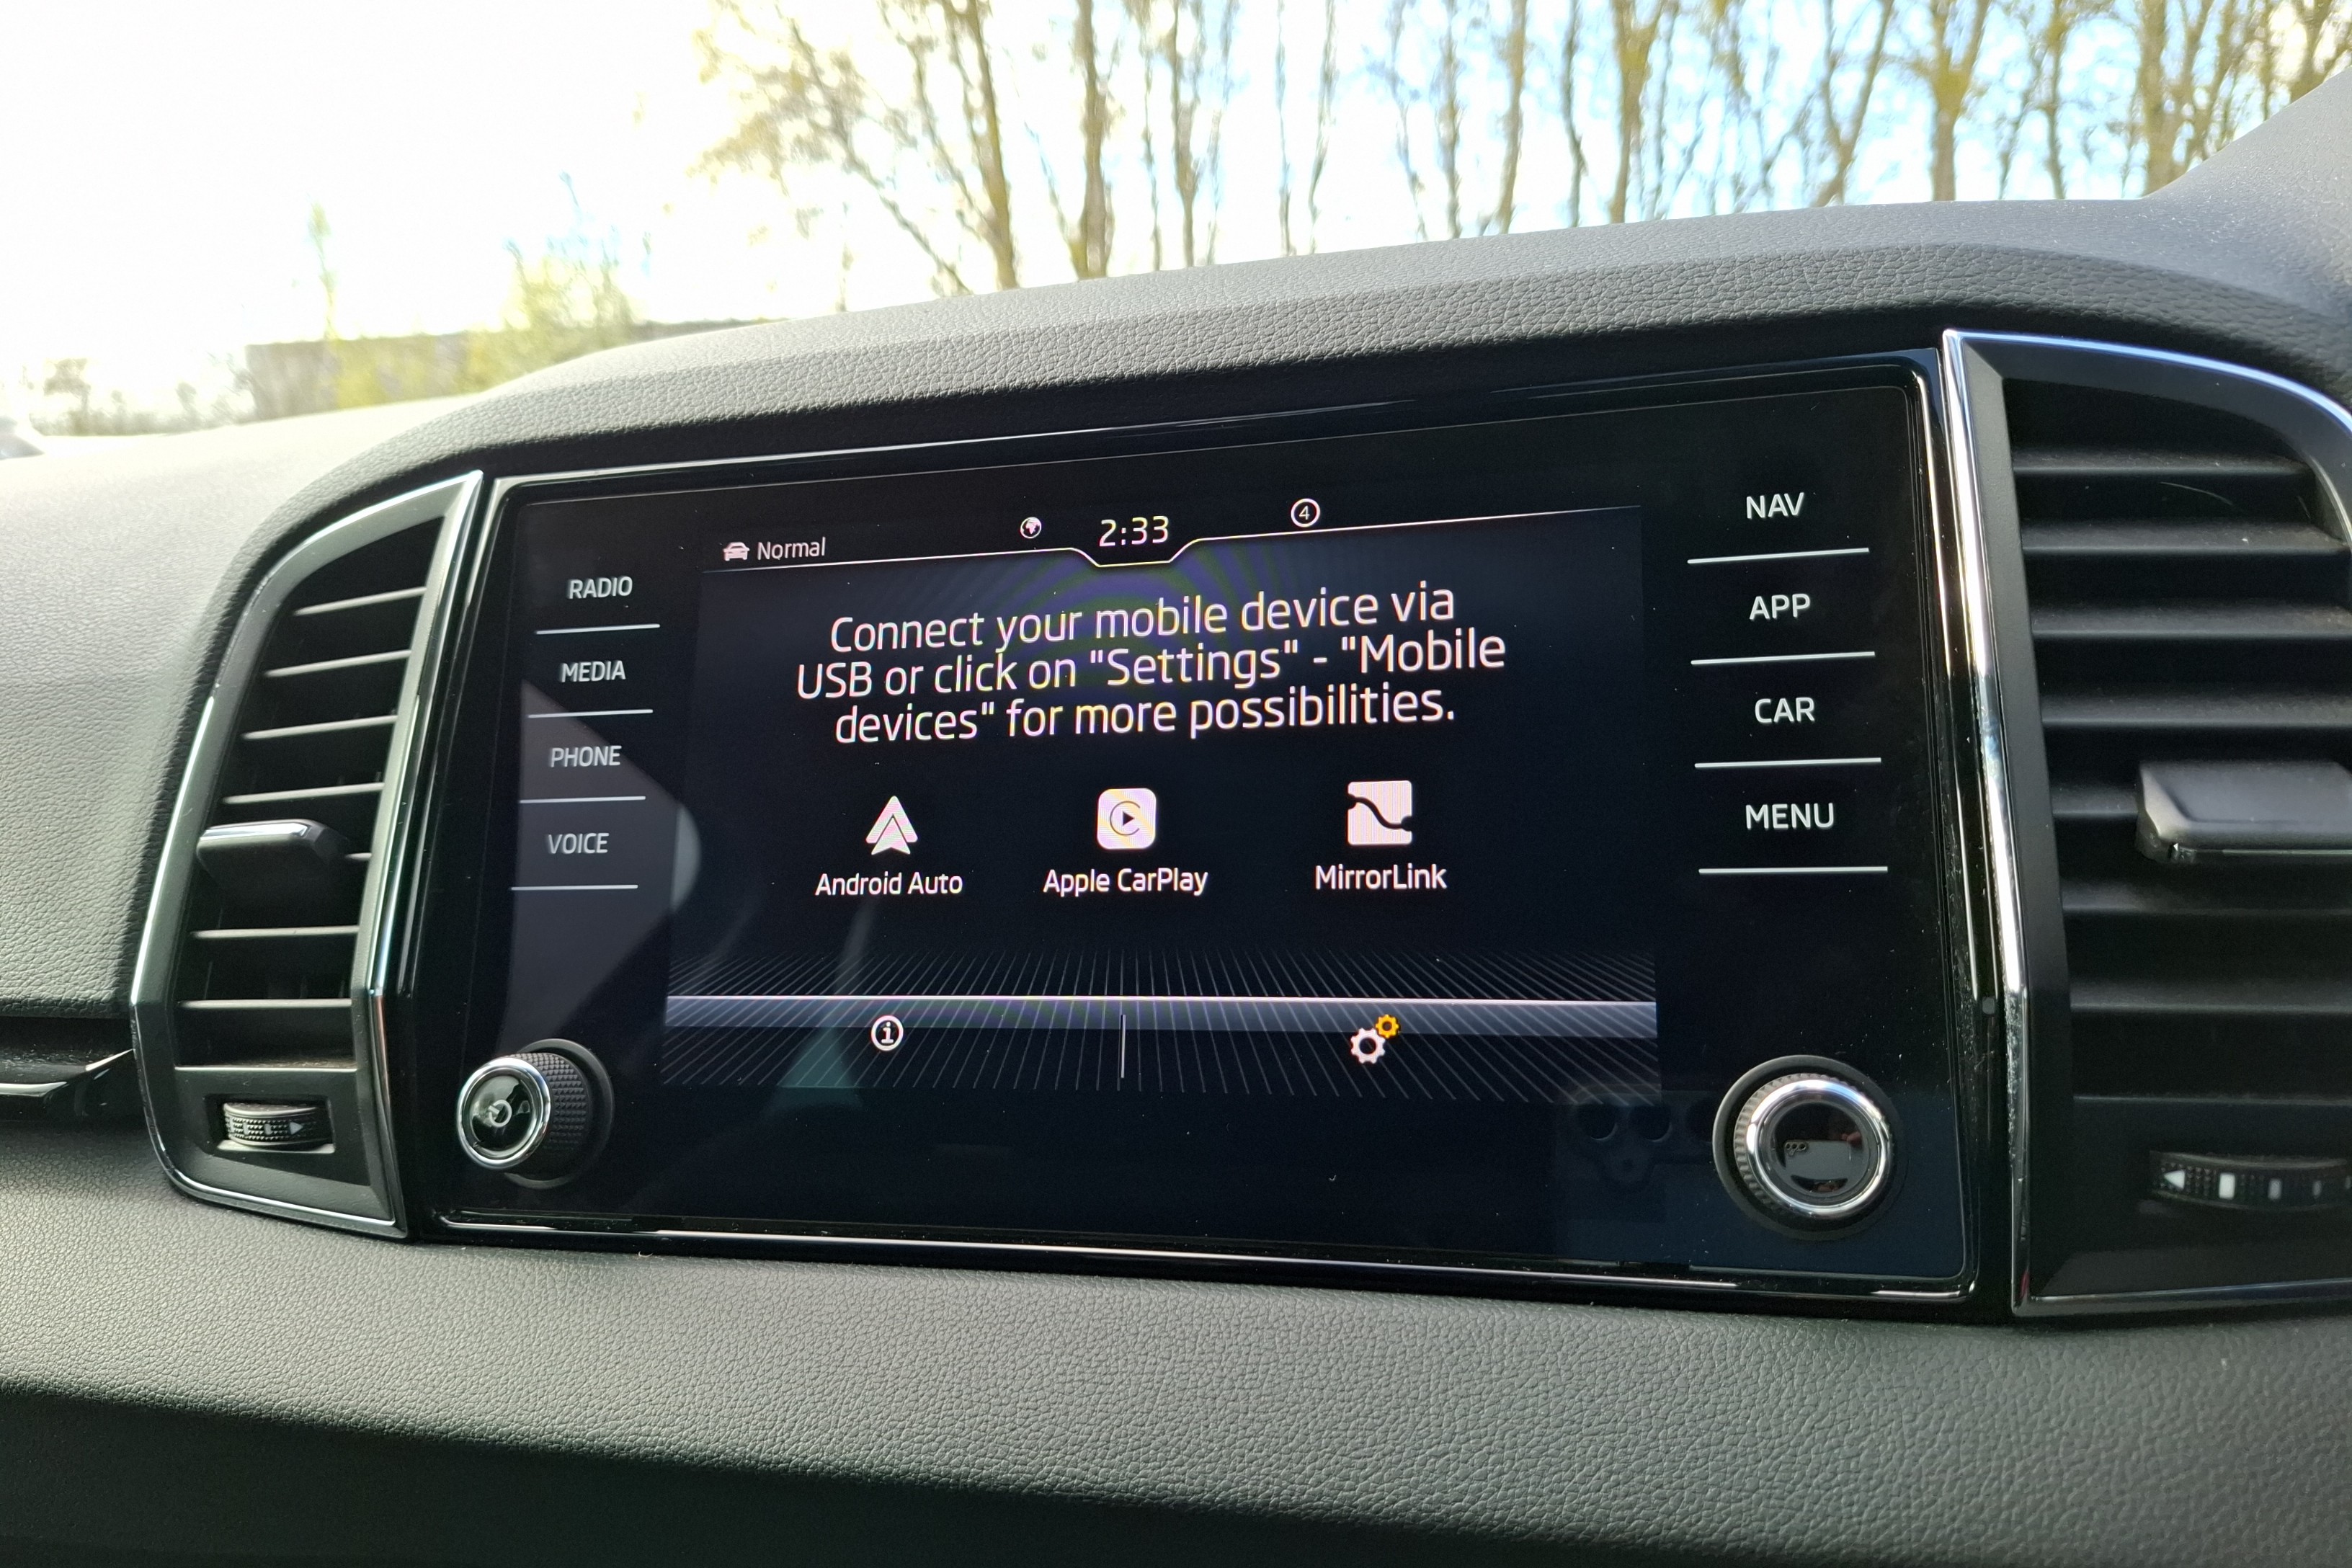 Normal
2:33
4
RADIO
MEDIA
PHONE
VOICE
Connect your mobile device via
USB or click on "Settings" - "Mobile
devices" for more possibilities.
Android Auto
Apple CarPlay
MirrorLink
i
NAV
APP
CAR
MENU